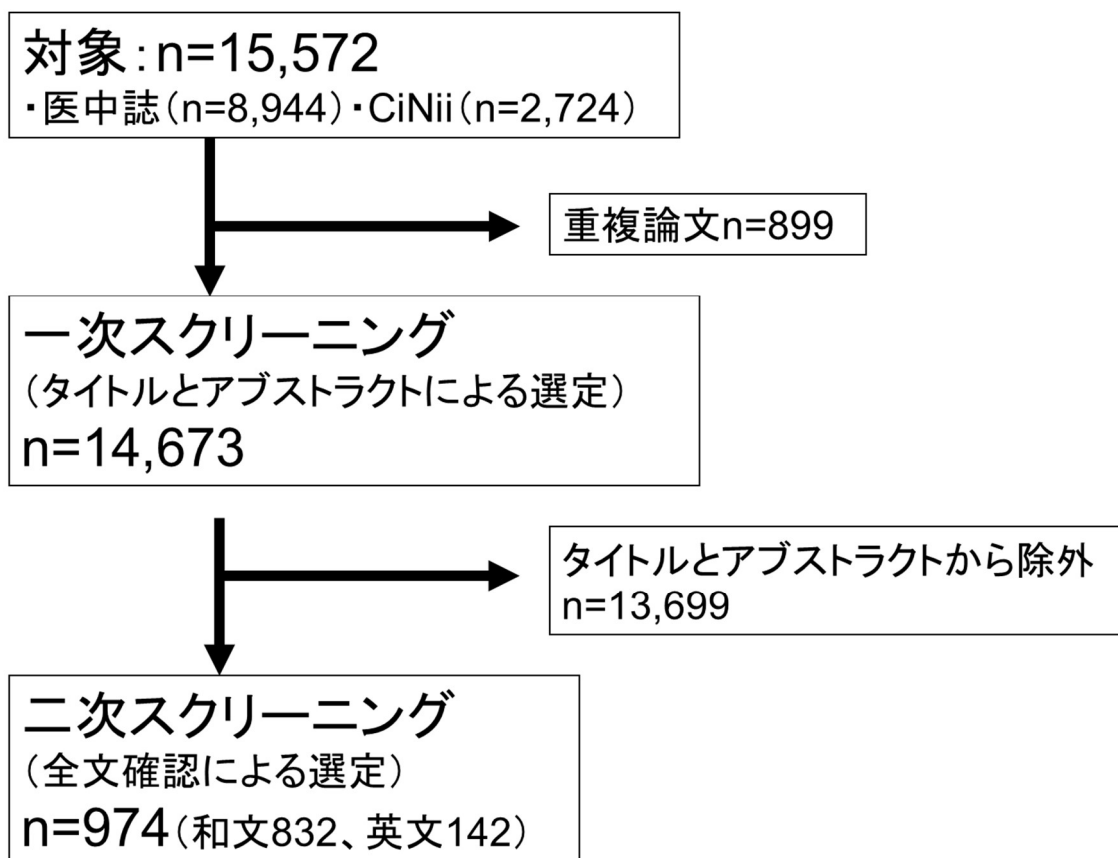 対象：n=15,572
・医中誌（n=8,944）・CiNii（n=2,724）
重複論文n=899
一次スクリーニング
（タイトルとアブストラクトによる選定）
n=14,673
タイトルとアブストラクトから除外
n=13,699
二次スクリーニング
（全文確認による選定）
n=974（和文832、英文142）